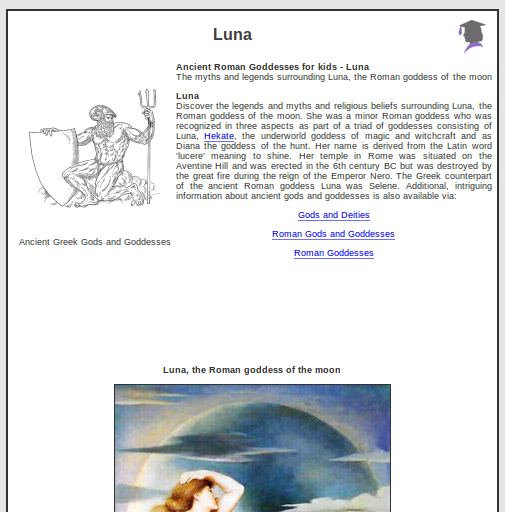 Luna
Ancient Roman Goddesses for kids - Luna
The myths and legends surrounding Luna, the Roman goddess of the moon
Luna
Discover the legends and myths and religious beliefs surrounding Luna, the
Roman goddess of the moon. She was a minor Roman goddess who was
recognized in three aspects as part of a triad of goddesses consisting of
Luna, Hekate, the underworld goddess of magic and witchcraft and as
Diana the goddess of the hunt. Her name is derived from the Latin word
'lucere' meaning to shine. Her temple in Rome was situated on the
Aventine Hill and was erected in the 6th century BC but was destroyed by
the great fire during the reign of the Emperor Nero. The Greek counterpart
of the ancient Roman goddess Luna was Selene. Additional, intriguing
information about ancient gods and goddesses is also available via:
Gods and Deities
Roman Gods and Goddesses
Roman Goddesses
Ancient Greek Gods and Goddesses
Luna, the Roman goddess of the moon